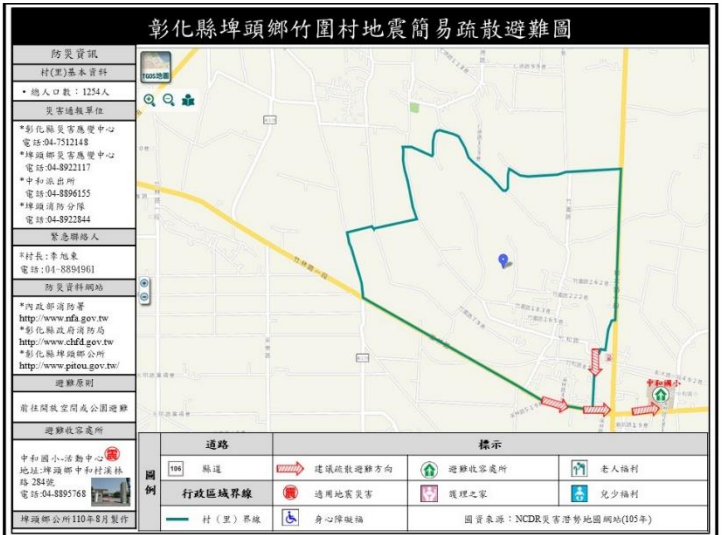 彰化縣埤頭鄉竹圍村地震簡易疏散避難圖
防災資訊
村(里)基本資料
• 總人口數：1254人
災害通報單位
*彰化縣災害應變中心
電話:04-7512148
*埤頭鄉災害應變中心
電話:04-8922117
*中和派出所
電話:04-8896155
*埤頭消防分隊
電話:04-8922844
緊急聯絡人
*村長:李旭東
電話:04-8894961
防災資料網站
*內政部消防署
http://www.nfa.gov.tw
*彰化縣政府消防局
http://www.chfd.gov.tw
*彰化縣埤頭鄉公所
http://www.pitou.gov.tw/
避難原則
前往開放空間或公園避難
避難收容處所
中和國小-活動中心
震
地址:埤頭鄉中和村溪林
路 284號
電話:04-8895768
埤頭鄉公所110年8月製作
TGOS地圖
竹林路一段
中和國小
圖例
道路
標示
106
縣道
建議疏散避難方向
避難收容處所
老人福利
行政區域界線
震
適用地震災害
護理之家
兒少福利
村（里）界線
身心障礙福
圖資來源：NCDR災害潛勢地圖網站(105年)